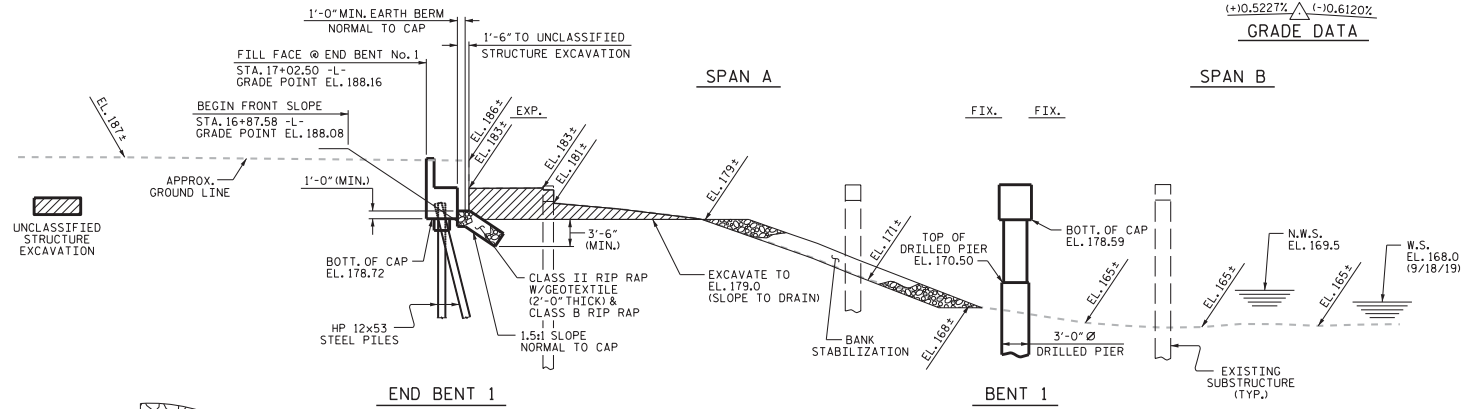 (+)0.5227% (-)0.6120%
GRADE DATA
1'-0" MIN. EARTH BERM
NORMAL TO CAP
1'-6" TO UNCLASSIFIED
STRUCTURE EXCAVATION
FILL FACE @ END BENT No. 1
STA. 17+02.50 -L-
GRADE POINT EL. 188.16
SPAN A
SPAN B
BEGIN FRONT SLOPE
STA. 16+87.58 -L-
GRADE POINT EL. 188.08
EL. 187±
EL. 186±
EL. 183±
EXP.
EL. 183±
EL. 181±
EL. 179±
FIX.
FIX.
APPROX.
GROUND LINE
1'-0" (MIN.)
UNCLASSIFIED
STRUCTURE
EXCAVATION
BOTT. OF CAP
EL. 178.72
3'-6"
(MIN.)
CLASS II RIP RAP
W/GEOTEXTILE
(2'-0" THICK) &
CLASS B RIP RAP
1.5:1 SLOPE
NORMAL TO CAP
HP 12x53
STEEL PILES
EXCAVATE TO
EL. 179.0
(SLOPE TO DRAIN)
BANK
STABILIZATION
EL. 171±
EL. 168±
TOP OF
DRILLED PIER
EL. 170.50
BOTT. OF CAP
EL. 178.59
3'-0" Ø
DRILLED PIER
EL. 165±
EL. 165±
EL. 165±
N.W.S.
EL. 169.5
W.S.
EL. 168.0
(9/18/19)
EXISTING
SUBSTRUCTURE
(TYP.)
END BENT 1
BENT 1